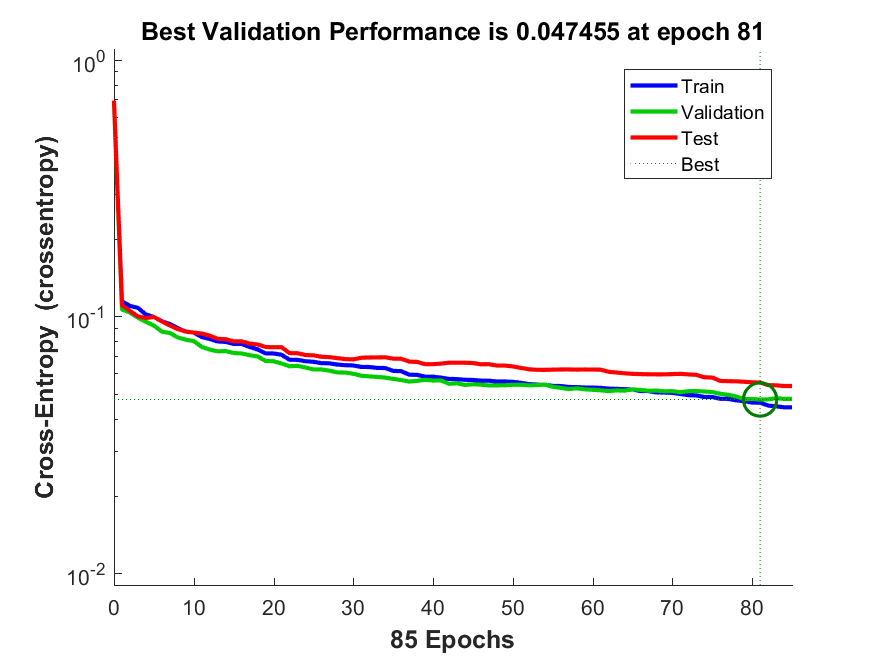 Best Validation Performance is 0.047455 at epoch 81
Cross-Entropy (crossentropy)
10^0
10^-1
10^-2
Train
Validation
Test
Best
0 10 20 30 40 50 60 70 80
85 Epochs